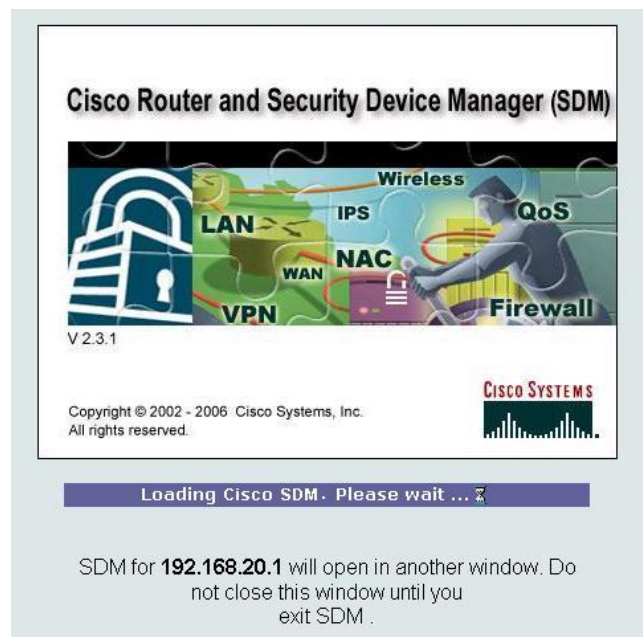 Cisco Router and Security Device Manager (SDM)
Wireless
LAN
IPS
QoS
NAC
WAN
VPN
Firewall
V 2.3.1
CISCO SYSTEMS
Copyright © 2002 - 2006 Cisco Systems, Inc.
All rights reserved.
Loading Cisco SDM. Please wait ...
SDM for 192.168.20.1 will open in another window. Do
not close this window until you
exit SDM .